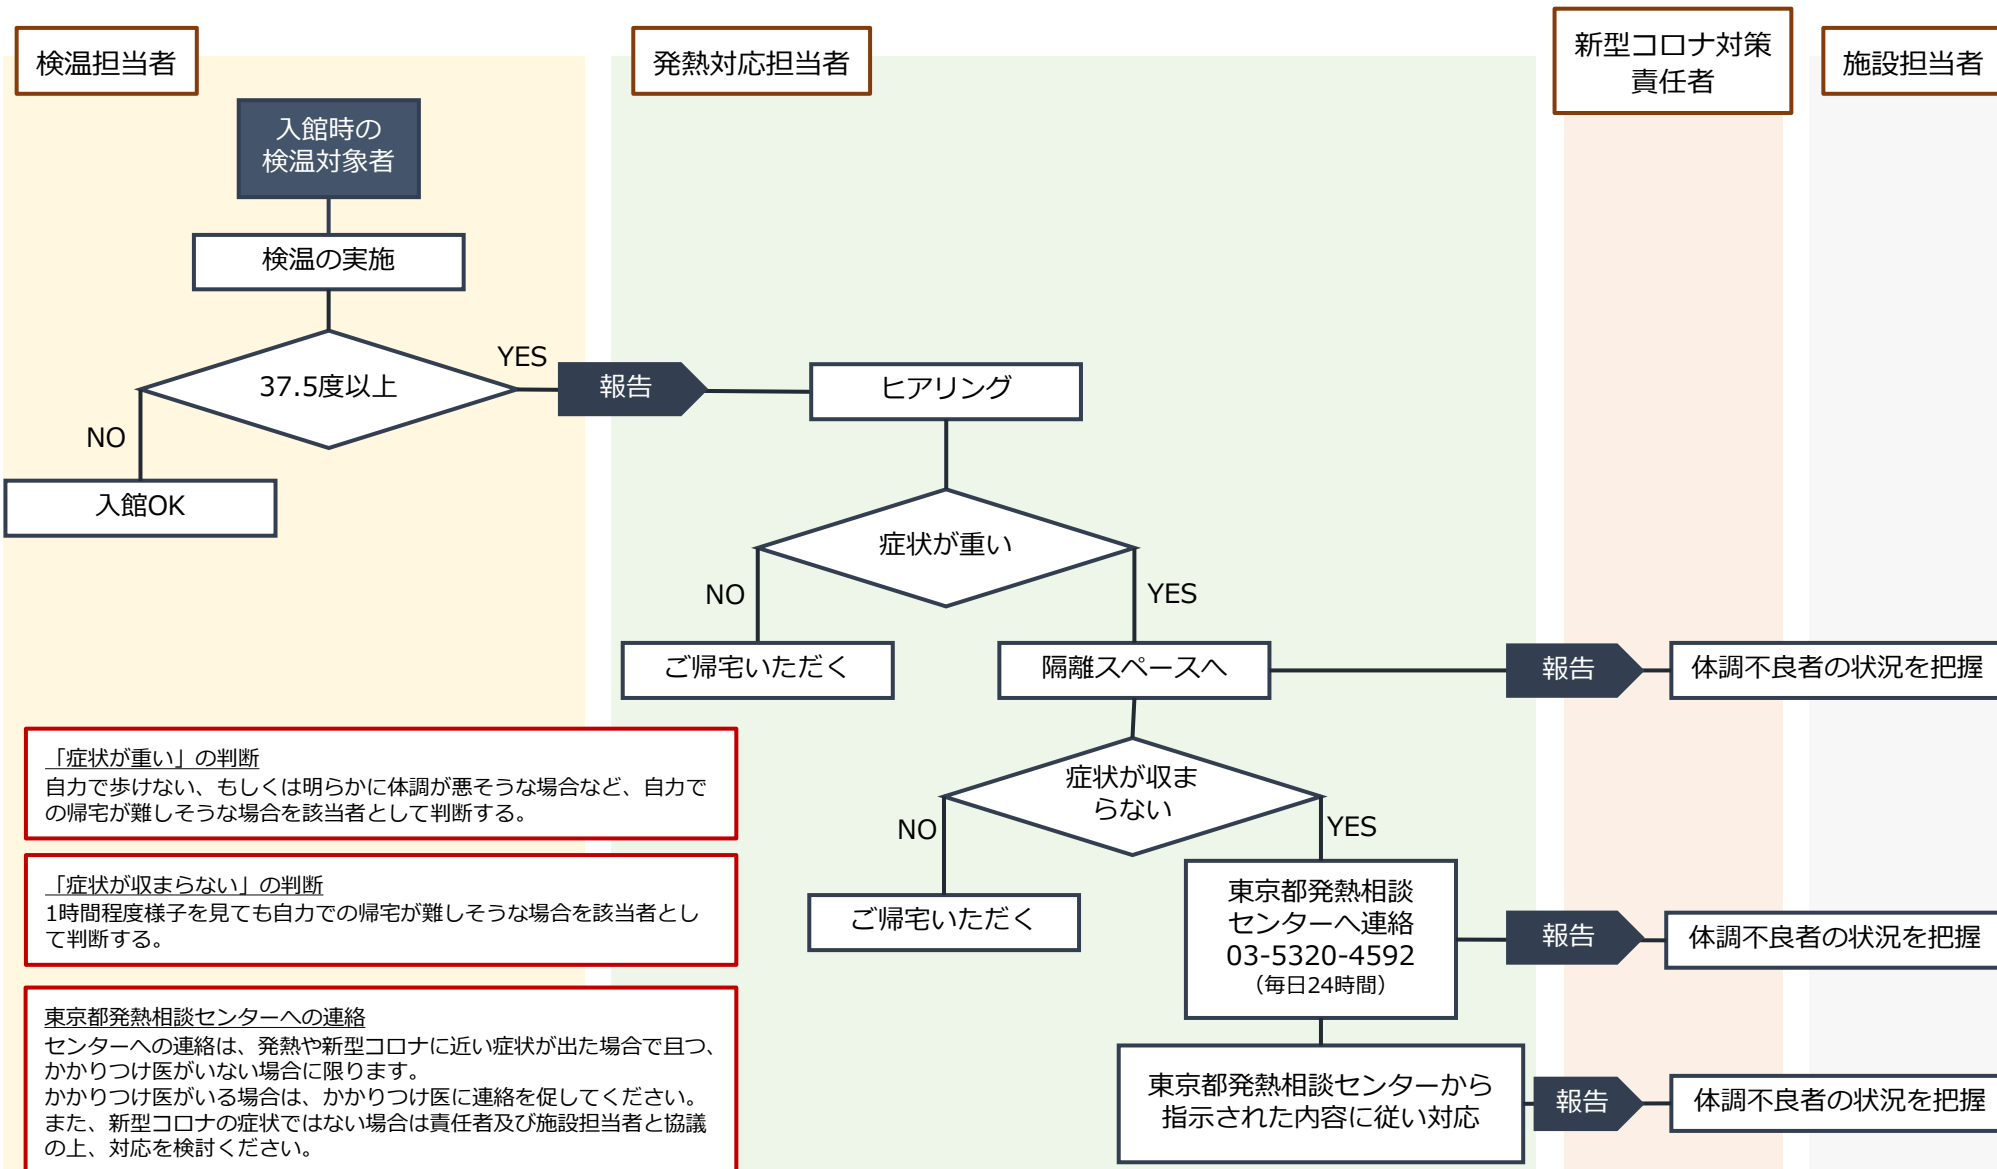 検温担当者
発熱対応担当者
新型コロナ対策
責任者
施設担当者
入館時の
検温対象者
検温の実施
37.5度以上
YES
NO
入館OK
報告
ヒアリング
症状が重い
NO
YES
ご帰宅いただく
隔離スペースへ
報告
体調不良者の状況を把握
症状が収ま
らない
NO
YES
ご帰宅いただく
東京都発熱相談
センターへ連絡
03-5320-4592
（毎日24時間）
報告
体調不良者の状況を把握
東京都発熱相談センターから
指示された内容に従い対応
報告
体調不良者の状況を把握
「症状が重い」の判断
自力で歩けない、もしくは明らかに体調が悪そうな場合など、自力で
の帰宅が難しそうな場合を該当者として判断する。
「症状が収まらない」の判断
1時間程度様子を見ても自力での帰宅が難しそうな場合を該当者とし
て判断する。
東京都発熱相談センターへの連絡
センターへの連絡は、発熱や新型コロナに近い症状が出た場合で且つ、
かかりつけ医がいない場合に限ります。
かかりつけ医がいる場合は、かかりつけ医に連絡を促してください。
また、新型コロナの症状ではない場合は責任者及び施設担当者と協議
の上、対応を検討ください。